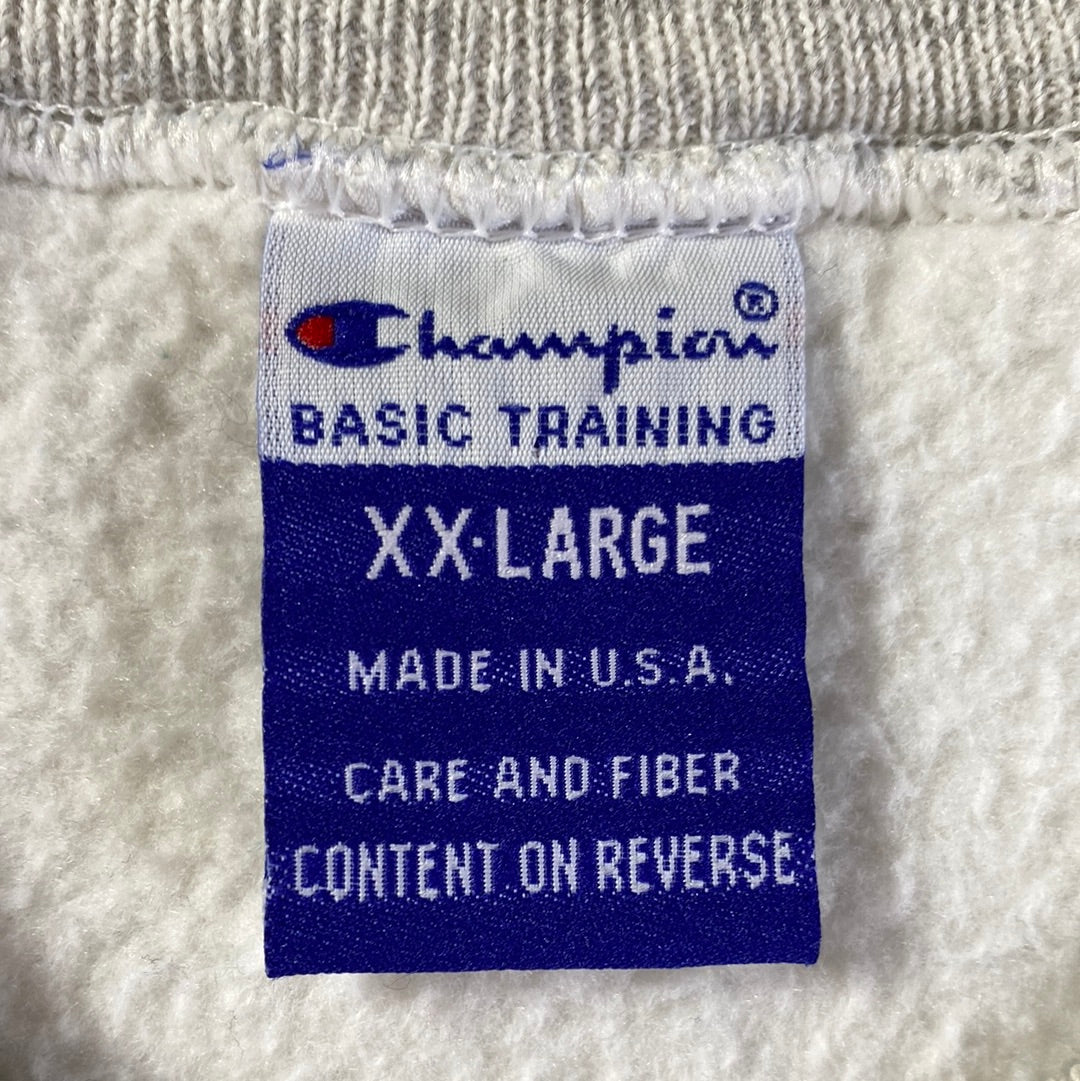 Champion®
BASIC TRAINING
XX-LARGE
MADE IN U.S.A.
CARE AND FIBER
CONTENT ON REVERSE